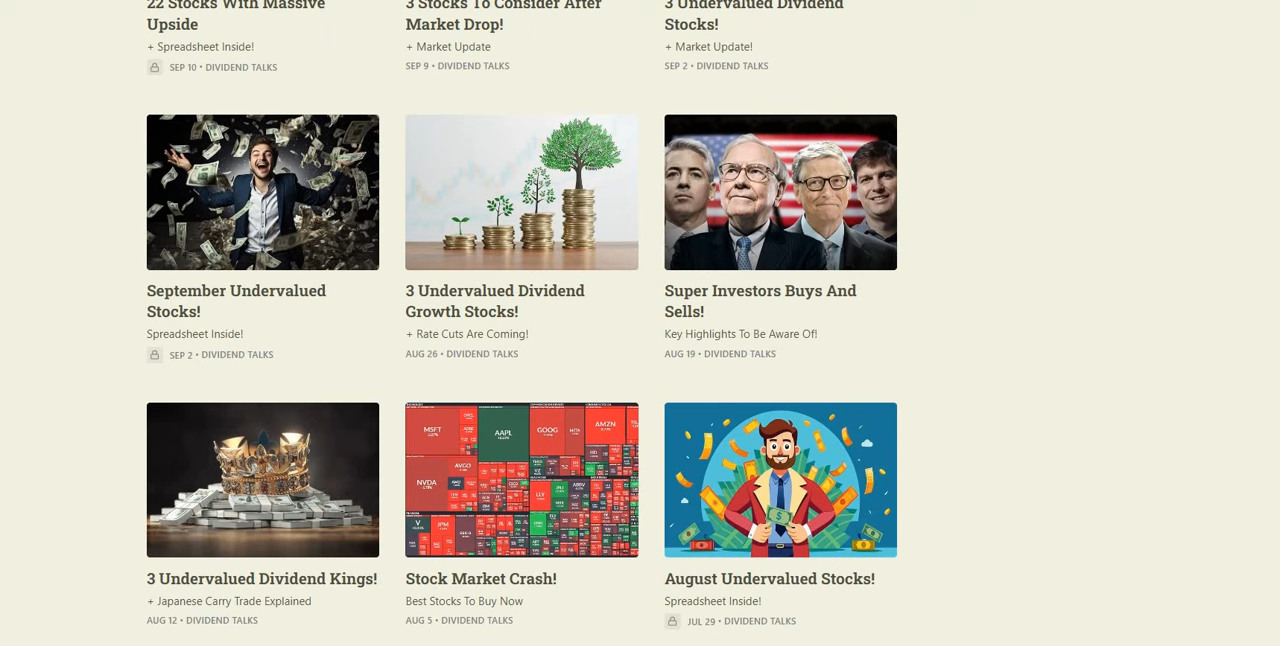 22 Stocks With Massive
Upside
+ Spreadsheet Inside!
SEP 10 • DIVIDEND TALKS
3 Stocks To Consider After
Market Drop!
+ Market Update
SEP 9 • DIVIDEND TALKS
3 Undervalued Dividend
Stocks!
+ Market Update!
SEP 2 • DIVIDEND TALKS
September Undervalued
Stocks!
Spreadsheet Inside!
SEP 2 • DIVIDEND TALKS
3 Undervalued Dividend
Growth Stocks!
+ Rate Cuts Are Coming!
AUG 26 • DIVIDEND TALKS
Super Investors Buys And
Sells!
Key Highlights To Be Aware Of!
AUG 19 • DIVIDEND TALKS
MSFT
AAPL
GOOG
META
AMZN
NVDA
AVGO
LLY
V
JPM
3 Undervalued Dividend Kings!
+ Japanese Carry Trade Explained
AUG 12 • DIVIDEND TALKS
Stock Market Crash!
Best Stocks To Buy Now
AUG 5 • DIVIDEND TALKS
August Undervalued Stocks!
Spreadsheet Inside!
JUL 29 • DIVIDEND TALKS